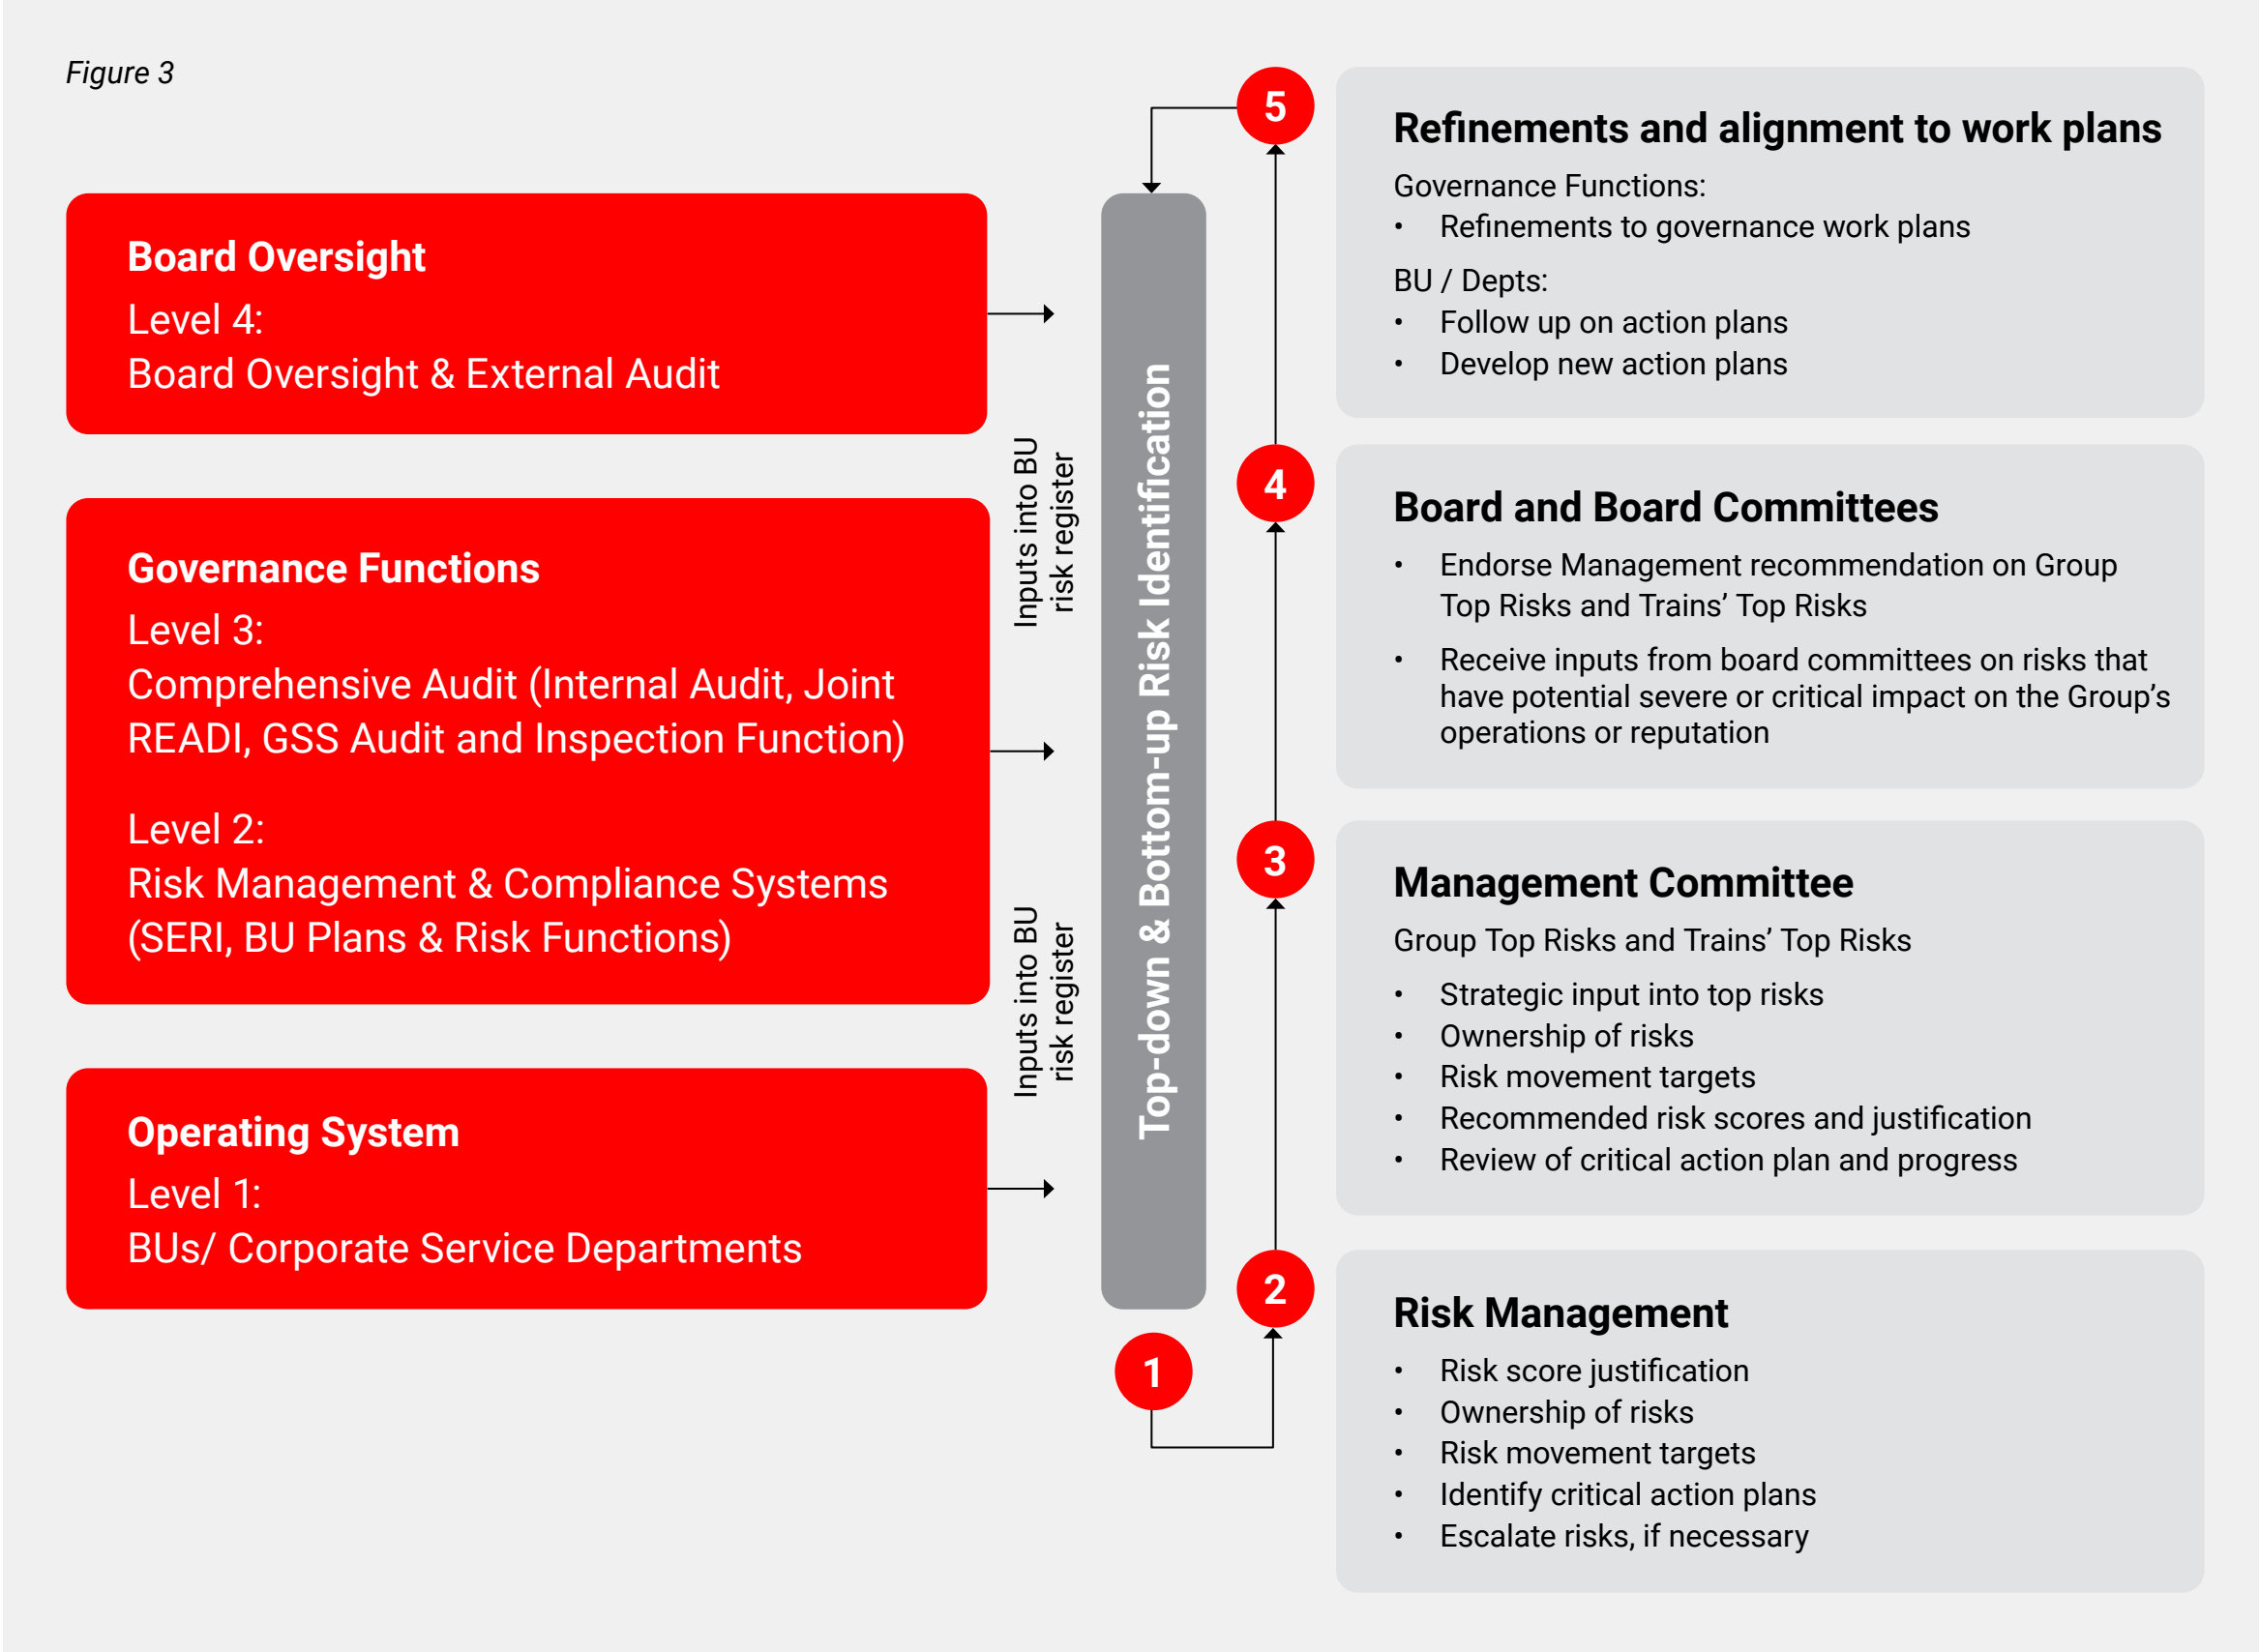 Figure 3
Board Oversight
Level 4:
Board Oversight & External Audit
Governance Functions
Level 3:
Comprehensive Audit (Internal Audit, Joint
READI, GSS Audit and Inspection Function)
Level 2:
Risk Management & Compliance Systems
(SERI, BU Plans & Risk Functions)
Operating System
Level 1:
BUs/ Corporate Service Departments
Inputs into BU
risk register
Inputs into BU
risk register
Top-down & Bottom-up Risk Identification
1
5
Refinements and alignment to work plans
Governance Functions:
• Refinements to governance work plans
BU / Depts:
• Follow up on action plans
• Develop new action plans
4
Board and Board Committees
• Endorse Management recommendation on Group
Top Risks and Trains’ Top Risks
• Receive inputs from board committees on risks that
have potential severe or critical impact on the Group’s
operations or reputation
3
Management Committee
Group Top Risks and Trains’ Top Risks
• Strategic input into top risks
• Ownership of risks
• Risk movement targets
• Recommended risk scores and justification
• Review of critical action plan and progress
2
Risk Management
• Risk score justification
• Ownership of risks
• Risk movement targets
• Identify critical action plans
• Escalate risks, if necessary